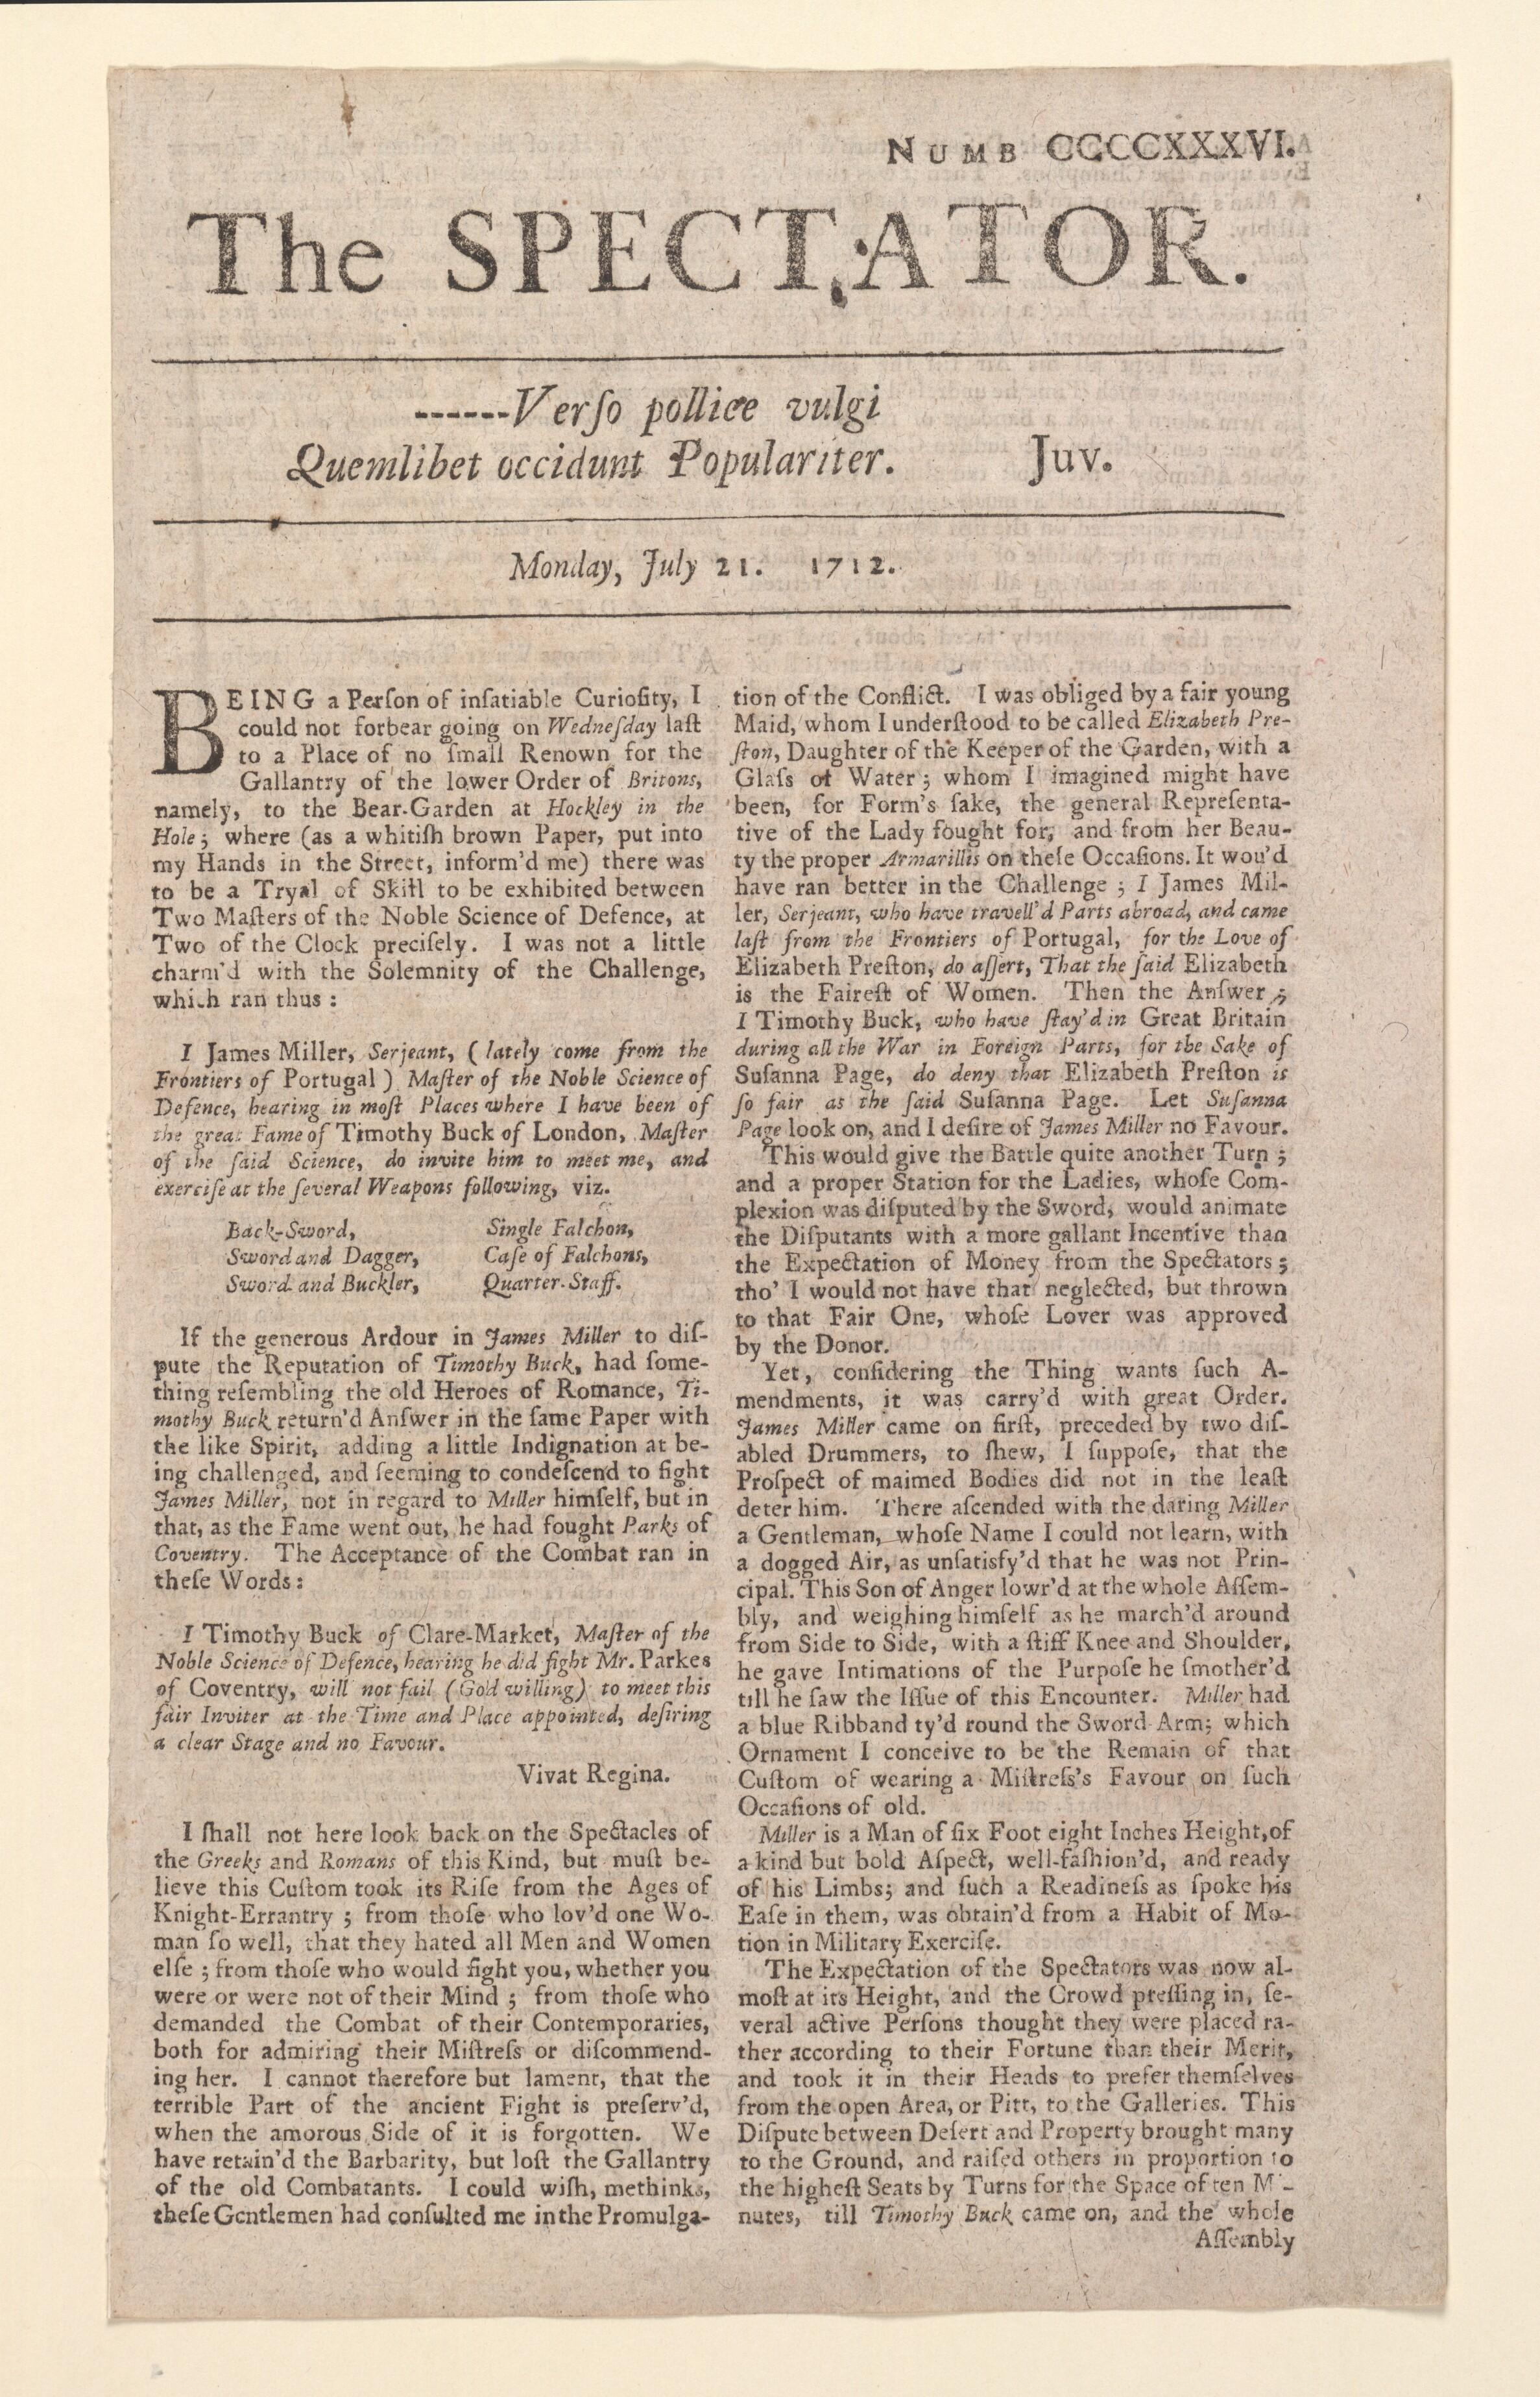 NUMB CCCCXXXVI.
The SPECTATOR.
------Verſo pollice vulgi
Quemlibet occidunt Populariter. Juv.
Monday, July 21. 1712.
BEING a Perſon of inſatiable Curioſity, I
could not forbear going on Wedneſday laſt
to a Place of no ſmall Renown for the
Gallantry of the lower Order of Britons,
namely, to the Bear-Garden at Hockley in the
Hole; where (as a whitiſh brown Paper, put into
my Hands in the Street, inform'd me) there was
to be a Tryal of Skill to be exhibited between
Two Maſters of the Noble Science of Defence, at
Two of the Clock preciſely. I was not a little
charm'd with the Solemnity of the Challenge,
which ran thus:
I James Miller, Serjeant, (lately come from the
Frontiers of Portugal) Maſter of the Noble Science of
Defence, hearing in moſt Places where I have been of
the great Fame of Timothy Buck of London, Maſter
of the ſaid Science, do invite him to meet me, and
exerciſe at the ſeveral Weapons following, viz.
Back-Sword, Single Falchon,
Sword and Dagger, Caſe of Falchons,
Sword and Buckler, Quarter-Staff.
If the generous Ardour in James Miller to diſ-
pute the Reputation of Timothy Buck, had ſome-
thing reſembling the old Heroes of Romance, Ti-
mothy Buck return'd Anſwer in the ſame Paper with
the like Spirit, adding a little Indignation at be-
ing challenged, and ſeeming to condeſcend to fight
James Miller, not in regard to Miller himſelf, but in
that, as the Fame went out, he had fought Parks of
Coventry. The Acceptance of the Combat ran in
theſe Words:
I Timothy Buck of Clare-Market, Maſter of the
Noble Science of Defence, hearing he did fight Mr. Parkes
of Coventry, will not fail (God willing) to meet this
fair Inviter at the Time and Place appointed, deſiring
a clear Stage and no Favour.
Vivat Regina.
I ſhall not here look back on the Spectacles of
the Greeks and Romans of this Kind, but muſt be-
lieve this Cuſtom took its Riſe from the Ages of
Knight-Errantry; from thoſe who lov'd one Wo-
man ſo well, that they hated all Men and Women
elſe; from thoſe who would fight you, whether you
were or were not of their Mind; from thoſe who
demanded the Combat of their Contemporaries,
both for admiring their Miſtreſs or diſcommend-
ing her. I cannot therefore but lament, that the
terrible Part of the ancient Fight is preſerv'd,
when the amorous Side of it is forgotten. We
have retain'd the Barbarity, but loſt the Gallantry
of the old Combatants. I could wiſh, methinks,
theſe Gentlemen had conſulted me in the Promulga-
tion of the Conflict. I was obliged by a fair young
Maid, whom I underſtood to be called Elizabeth Pre-
ſton, Daughter of the Keeper of the Garden, with a
Glaſs of Water; whom I imagined might have
been, for Form's ſake, the general Repreſenta-
tive of the Lady fought for, and from her Beau-
ty the proper Armarillis on theſe Occaſions. It wou'd
have ran better in the Challenge; I James Mil-
ler, Serjeant, who have travell'd Parts abroad, and came
laſt from the Frontiers of Portugal, for the Love of
Elizabeth Preſton, do aſſert, That the ſaid Elizabeth
is the Faireſt of Women. Then the Anſwer;
I Timothy Buck, who have ſtay'd in Great Britain
during all the War in Foreign Parts, for the Sake of
Suſanna Page, do deny that Elizabeth Preſton is
ſo fair as the ſaid Suſanna Page. Let Suſanna
Page look on, and I deſire of James Miller no Favour.
This would give the Battle quite another Turn;
and a proper Station for the Ladies, whoſe Com-
plexion was diſputed by the Sword, would animate
the Diſputants with a more gallant Incentive than
the Expectation of Money from the Spectators;
tho' I would not have that neglected, but thrown
to that Fair One, whoſe Lover was approved
by the Donor.
Yet, conſidering the Thing wants ſuch A-
mendments, it was carry'd with great Order.
James Miller came on firſt, preceded by two diſ-
abled Drummers, to ſhew, I ſuppoſe, that the
Proſpect of maimed Bodies did not in the leaſt
deter him. There aſcended with the daring Miller
a Gentleman, whoſe Name I could not learn, with
a dogged Air, as unſatisfy'd that he was not Prin-
cipal. This Son of Anger lowr'd at the whole Aſſem-
bly, and weighing himſelf as he march'd around
from Side to Side, with a ſtiff Knee and Shoulder,
he gave Intimations of the Purpoſe he ſmother'd
till he ſaw the Iſſue of this Encounter. Miller had
a blue Ribband ty'd round the Sword Arm; which
Ornament I conceive to be the Remain of that
Cuſtom of wearing a Miſtreſs's Favour on ſuch
Occaſions of old.
Miller is a Man of ſix Foot eight Inches Height, of
a kind but bold Aſpect, well-faſhion'd, and ready
of his Limbs; and ſuch a Readineſs as ſpoke his
Eaſe in them, was obtain'd from a Habit of Mo-
tion in Military Exerciſe.
The Expectation of the Spectators was now al-
moſt at its Height, and the Crowd preſſing in, ſe-
veral active Perſons thought they were placed ra-
ther according to their Fortune than their Merit,
and took it in their Heads to prefer themſelves
from the open Area, or Pitt, to the Galleries. This
Diſpute between Deſert and Property brought many
to the Ground, and raiſed others in proportion to
the higheſt Seats by Turns for the Space of ten Mi-
nutes, till Timothy Buck came on, and the whole
Aſſembly